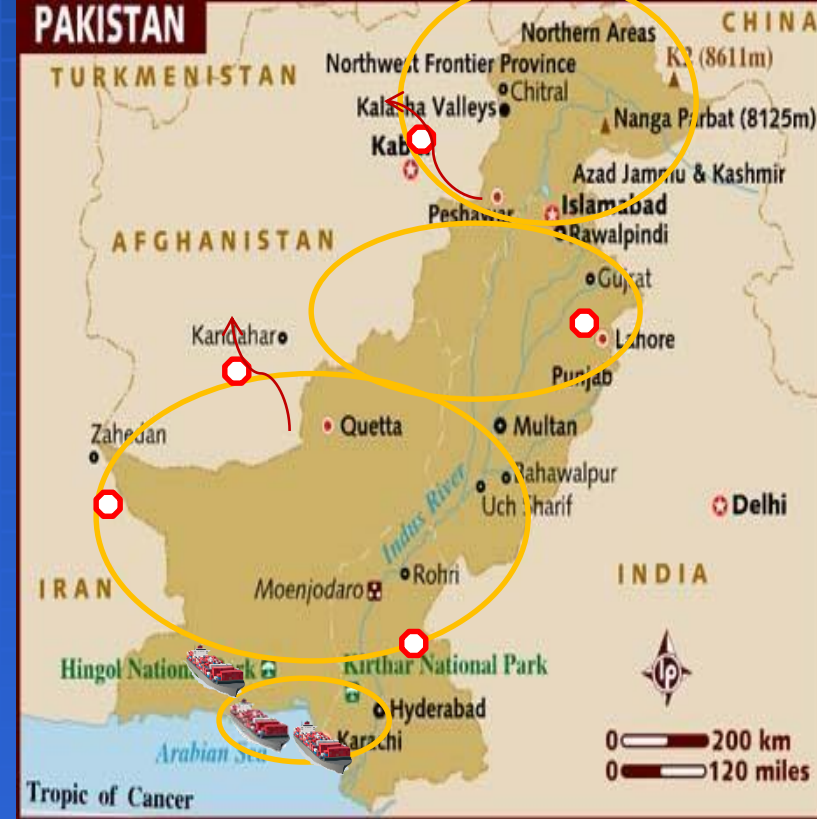 PAKISTAN
CHINA
Northern Areas
TURKMENISTAN
Northwest Frontier Province
K2 (8611m)
Chitral
Kalasha Valleys
Nanga Parbat (8125m)
Kabul
Azad Jammu & Kashmir
Peshawar
Islamabad
Rawalpindi
AFGHANISTAN
Gujrat
Kandahar
Lahore
Punjab
Quetta
Multan
Zahedan
Bahawalpur
Uch Sharif
Delhi
Indus River
Rohri
Moenjodaro
IRAN
INDIA
Hingol National Park
Kirthar National Park
lp
Hyderabad
Karachi
Arabian Sea
0 200 km
0 120 miles
Tropic of Cancer